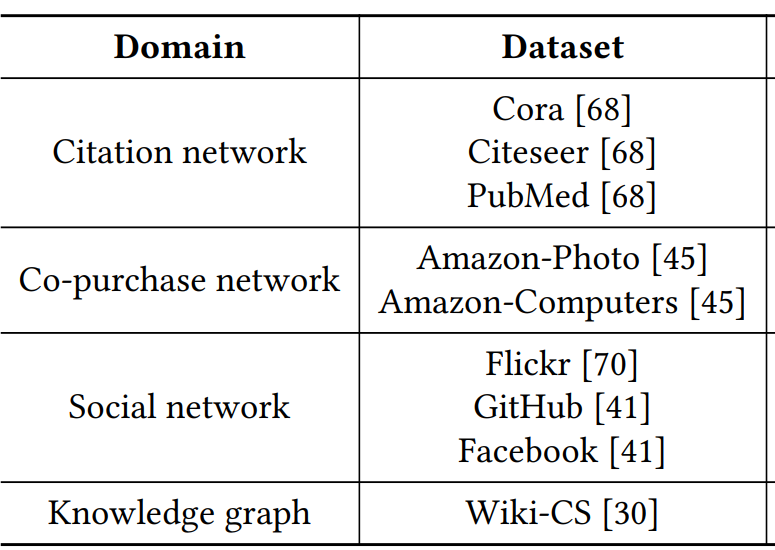 Domain Dataset
Citation network
Cora [68]
Citeseer [68]
PubMed [68]
Co-purchase network
Amazon-Photo [45]
Amazon-Computers [45]
Social network
Flickr [70]
GitHub [41]
Facebook [41]
Knowledge graph Wiki-CS [30]